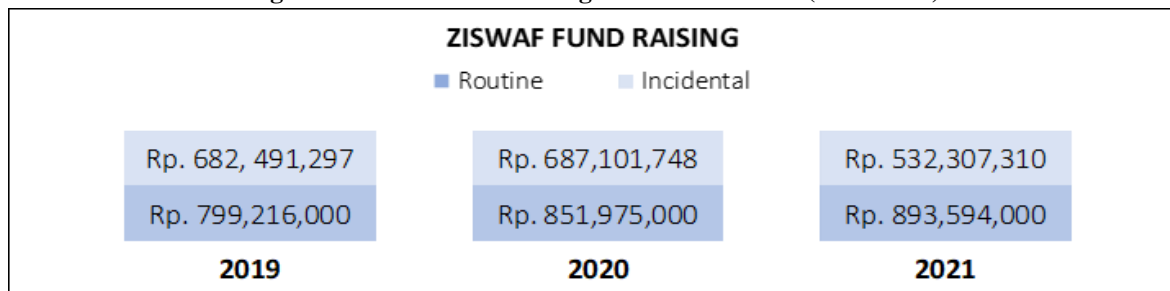 ZISWAF FUND RAISING
Routine Incidental
Rp. 682, 491,297 Rp. 687,101,748 Rp. 532,307,310
Rp. 799,216,000 Rp. 851,975,000 Rp. 893,594,000
2019 2020 2021